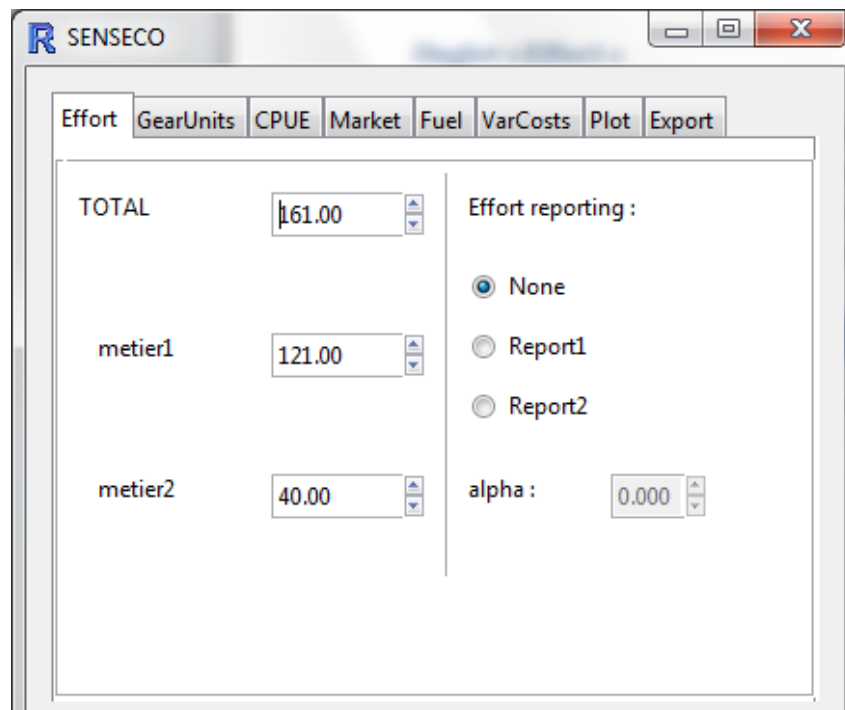 SENSECO
Effort GearUnits CPUE Market Fuel VarCosts Plot Export
TOTAL 161.00 Effort reporting :
None
metier1 121.00 Report1
Report2
metier2 40.00 alpha : 0.000